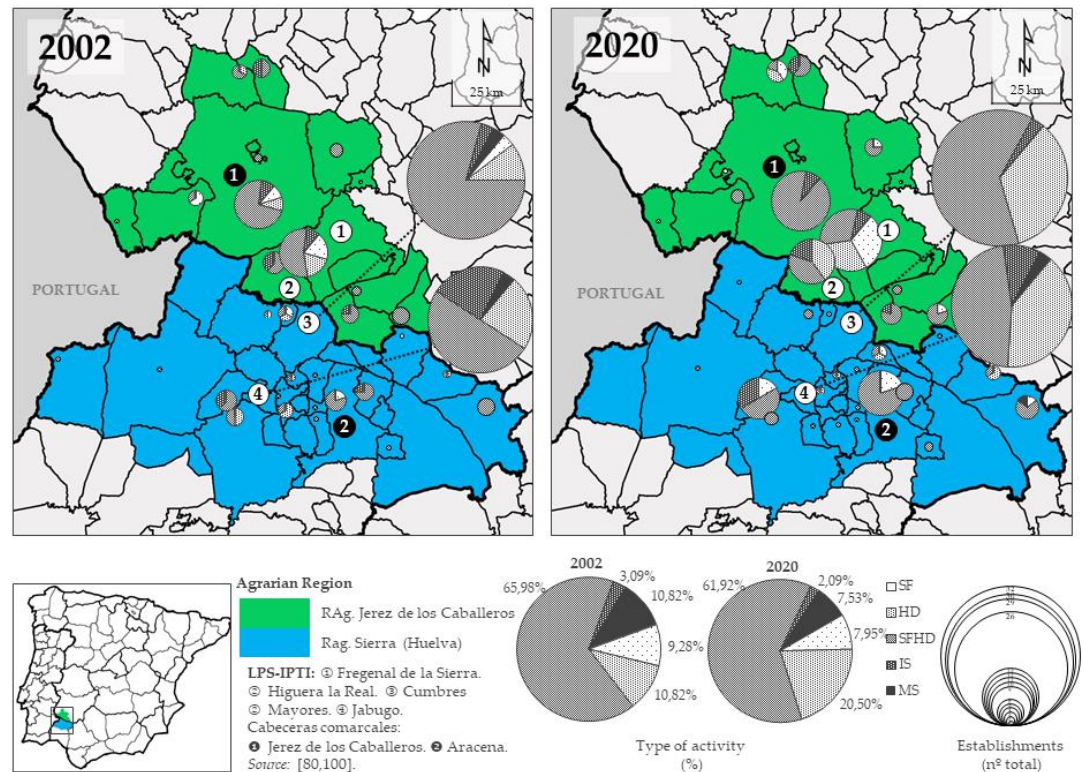 2002
N
25 km
1
1
2
PORTUGAL
3
4
2
2020
N
25 km
1
1
2
PORTUGAL
3
4
2
Agrarian Region
RAg. Jerez de los Caballeros
Rag. Sierra (Huelva)
LPS-IPTI: ① Fregenal de la Sierra.
② Higuera la Real. ③ Cumbres
② Mayores. ④ Jabugo.
Cabeceras comarcales:
❶ Jerez de los Caballeros. ❷ Aracena.
Source: [80,100].
2002
65,98%
3,09%
10,82%
9,28%
10,82%
2020
61,92%
2,09%
7,53%
7,95%
20,50%
Type of activity
(%)
SF
HD
SFHD
IS
MS
29
26
Establishments
(nº total)